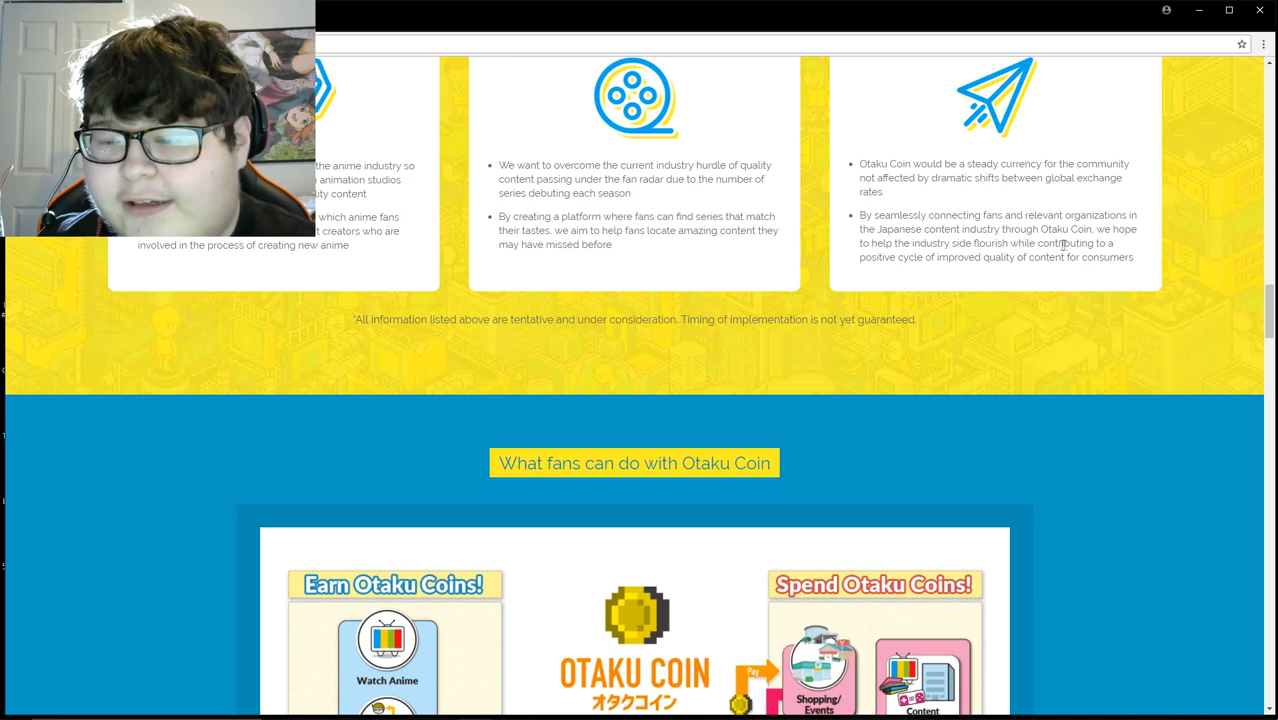 the anime industry so
animation studios
lity content
which anime fans
t creators who are
involved in the process of creating new anime
We want to overcome the current industry hurdle of quality
content passing under the fan radar due to the number of
series debuting each season
By creating a platform where fans can find series that match
their tastes, we aim to help fans locate amazing content they
may have missed before
Otaku Coin would be a steady currency for the community
not affected by dramatic shifts between global exchange
rates
By seamlessly connecting fans and relevant organizations in
the Japanese content industry through Otaku Coin, we hope
to help the industry side flourish while contributing to a
positive cycle of improved quality of content for consumers
*All information listed above are tentative and under consideration. Timing of implementation is not yet guaranteed.
What fans can do with Otaku Coin
Earn Otaku Coins!
Watch Anime
OTAKU COIN
オタクコイン
Spend Otaku Coins!
Pay
Shopping/
Events
Content